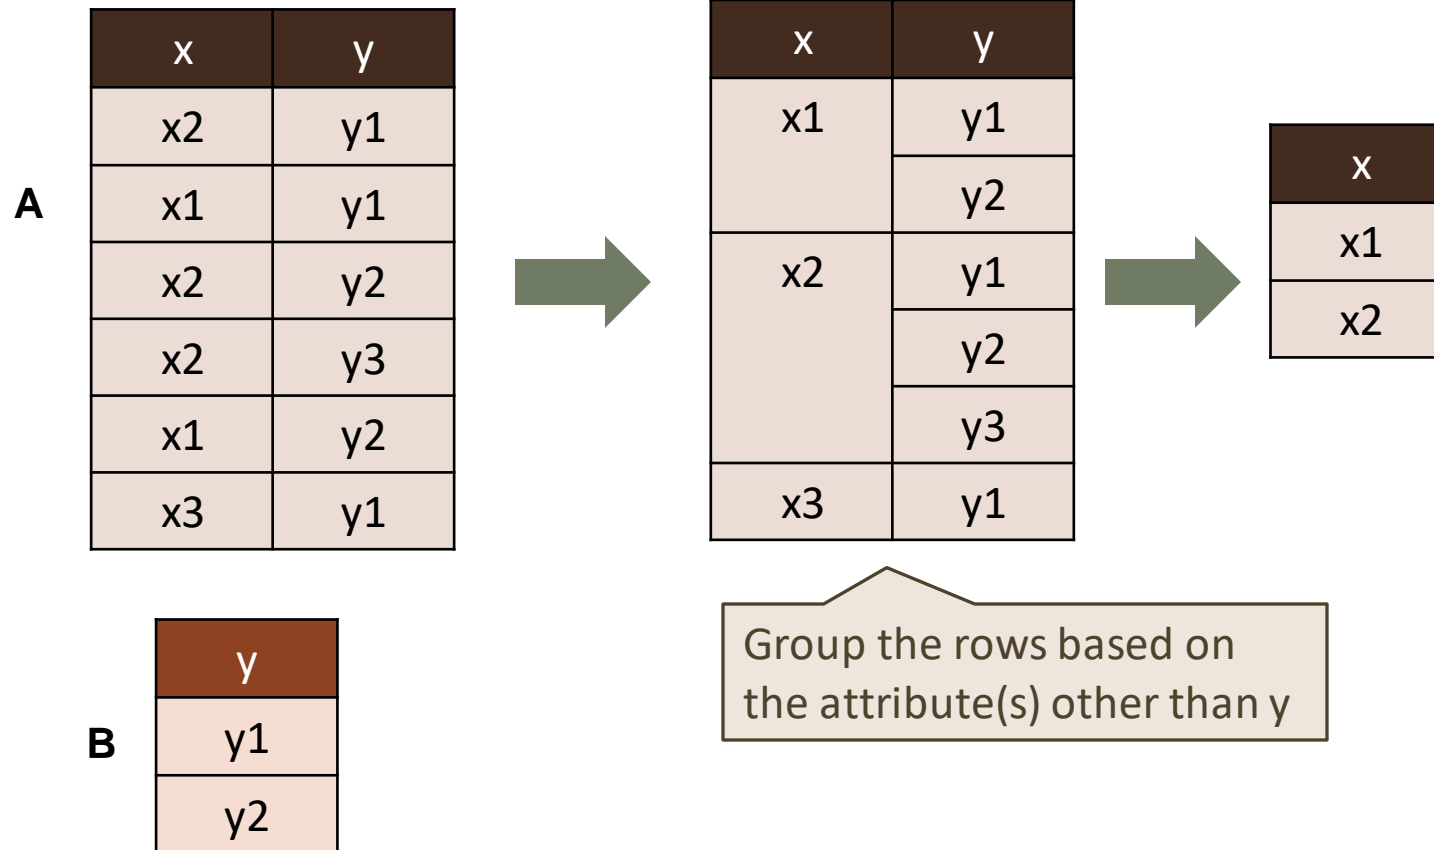 A
x y
x2 y1
x1 y1
x2 y2
x2 y3
x1 y2
x3 y1
x y
x1 y1
y2
x2 y1
y2
y3
x3 y1
x
x1
x2
Group the rows based on
the attribute(s) other than y
B
y
y1
y2